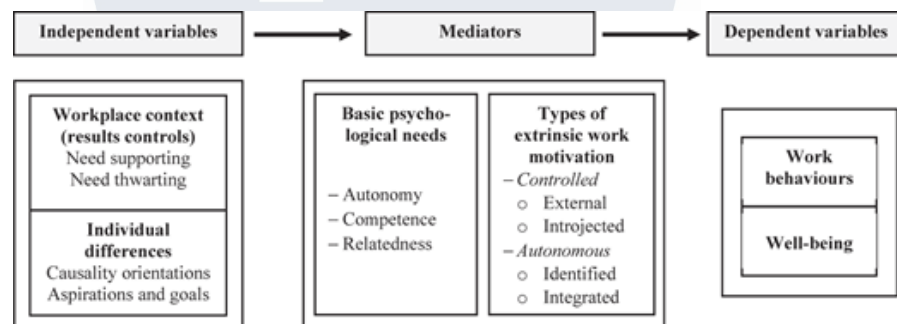 Independent variables
Mediators
Dependent variables
Workplace context
(results controls)
Need supporting
Need thwarting
Individual
differences
Causality orientations
Aspirations and goals
Basic psycho-
logical needs
– Autonomy
– Competence
– Relatedness
Types of
extrinsic work
motivation
– Controlled
o External
o Introjected
– Autonomous
o Identified
o Integrated
Work
behaviours
Well-being